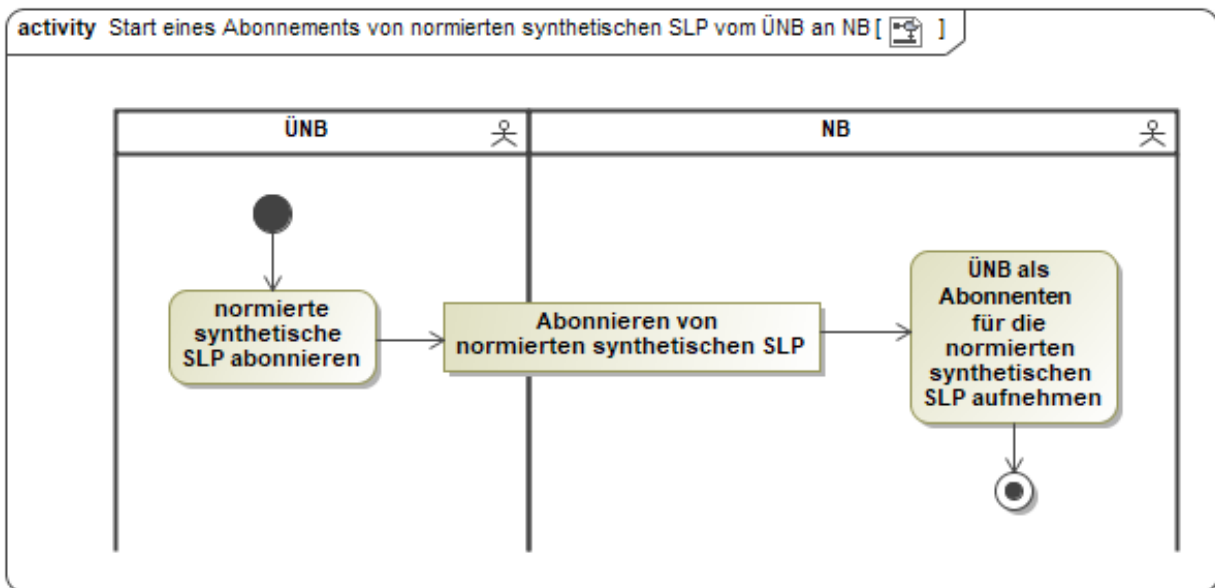 activity Start eines Abonnements von normierten synthetischen SLP vom ÜNB an NB [ ]
ÜNB
NB
normierte
synthetische
SLP abonnieren
Abonnieren von
normierten synthetischen SLP
ÜNB als
Abonnenten
für die
normierten
synthetischen
SLP aufnehmen